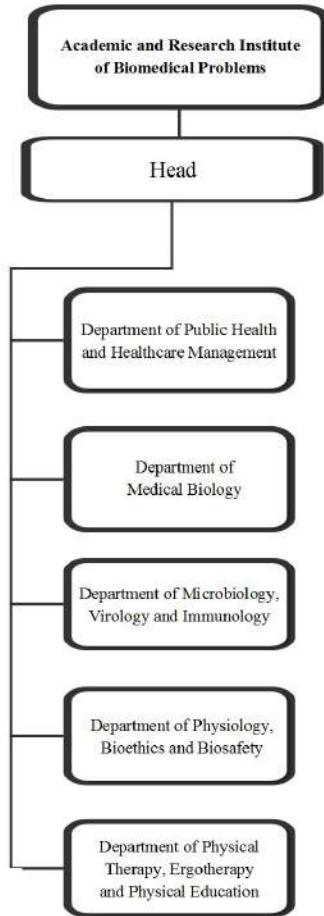 Academic and Research Institute
of Biomedical Problems
Head
Department of Public Health
and Healthcare Management
Department of
Medical Biology
Department of Microbiology,
Virology and Immunology
Department of Physiology,
Bioethics and Biosafety
Department of Physical
Therapy, Ergotherapy
and Physical Education